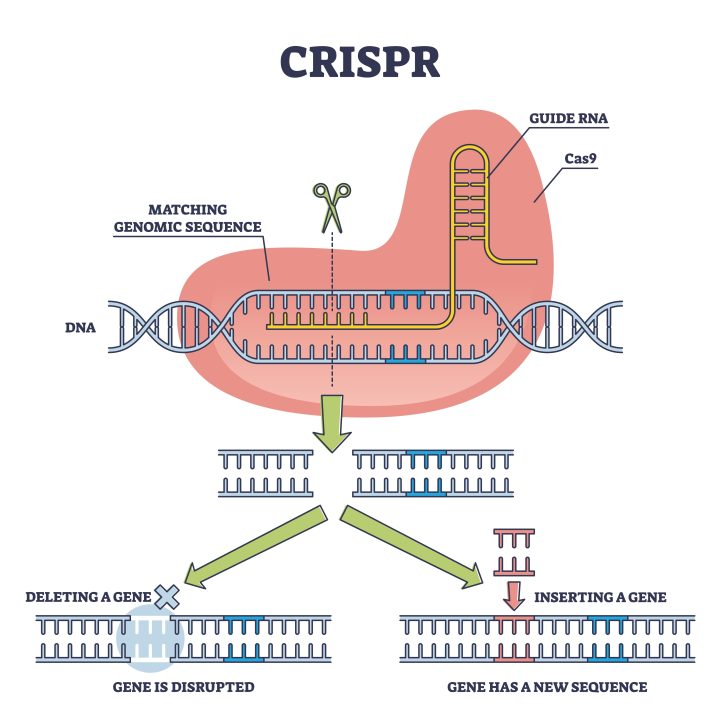 CRISPR
GUIDE RNA
Cas9
MATCHING
GENOMIC SEQUENCE
DNA
DELETING A GENE
INSERTING A GENE
GENE IS DISRUPTED
GENE HAS A NEW SEQUENCE